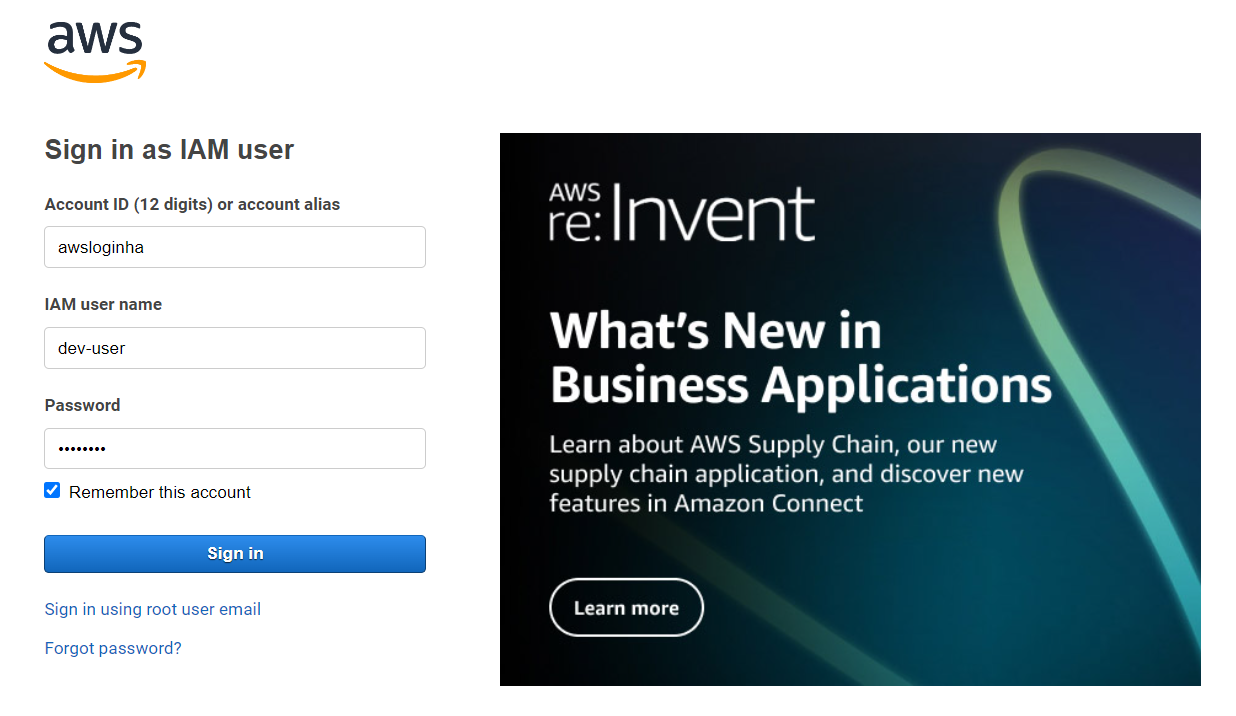 aws
Sign in as IAM user
Account ID (12 digits) or account alias
awsloginha
IAM user name
dev-user
Password
••••••••
Remember this account
Sign in
Sign in using root user email
Forgot password?
AWS
re:Invent
What's New in
Business Applications
Learn about AWS Supply Chain, our new
supply chain application, and discover new
features in Amazon Connect
Learn more